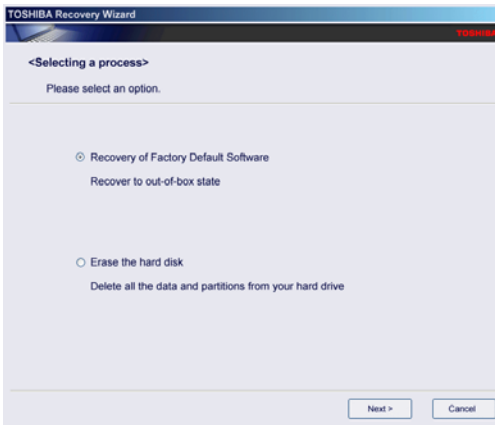 TOSHIBA Recovery Wizard
TOSHIBA
<Selecting a process>
Please select an option.
Recovery of Factory Default Software
Recover to out-of-box state
Erase the hard disk
Delete all the data and partitions from your hard drive
Next >
Cancel